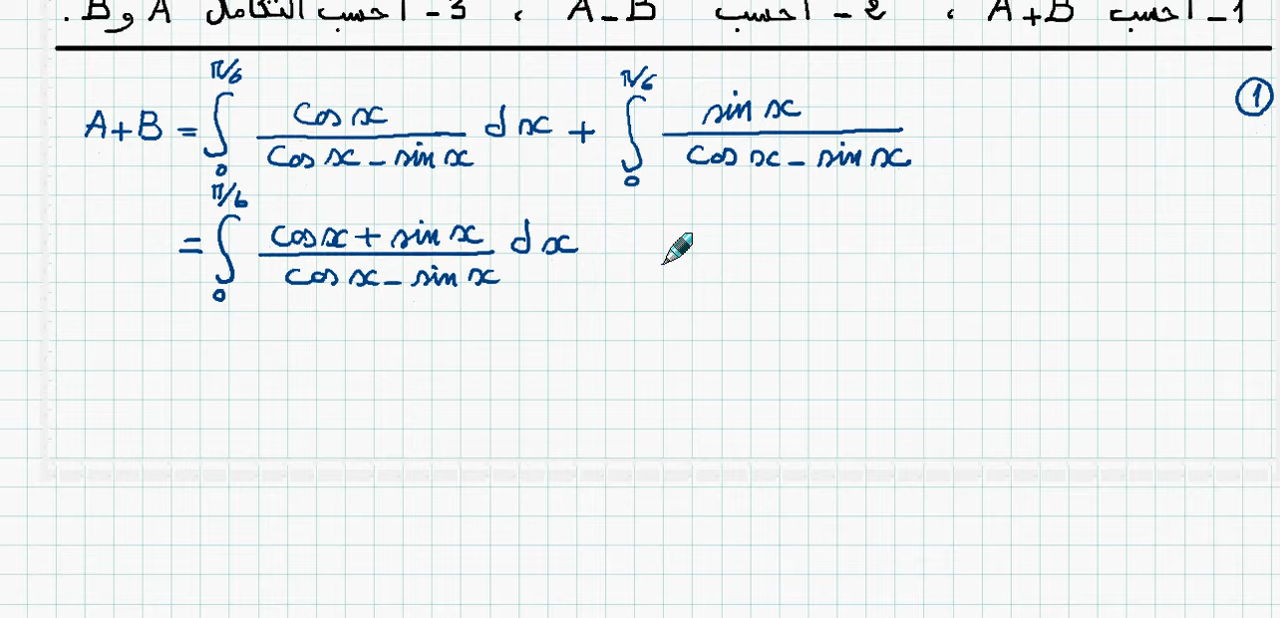 1 - احسب A+B ، 2 - احسب A-B ، 3 - احسب التكامل A و B.
①
A+B = ∫₀^(π/6) cos x / (cos x - sin x) dx + ∫₀^(π/6) sin x / (cos x - sin x)
= ∫₀^(π/6) (cos x + sin x) / (cos x - sin x) dx